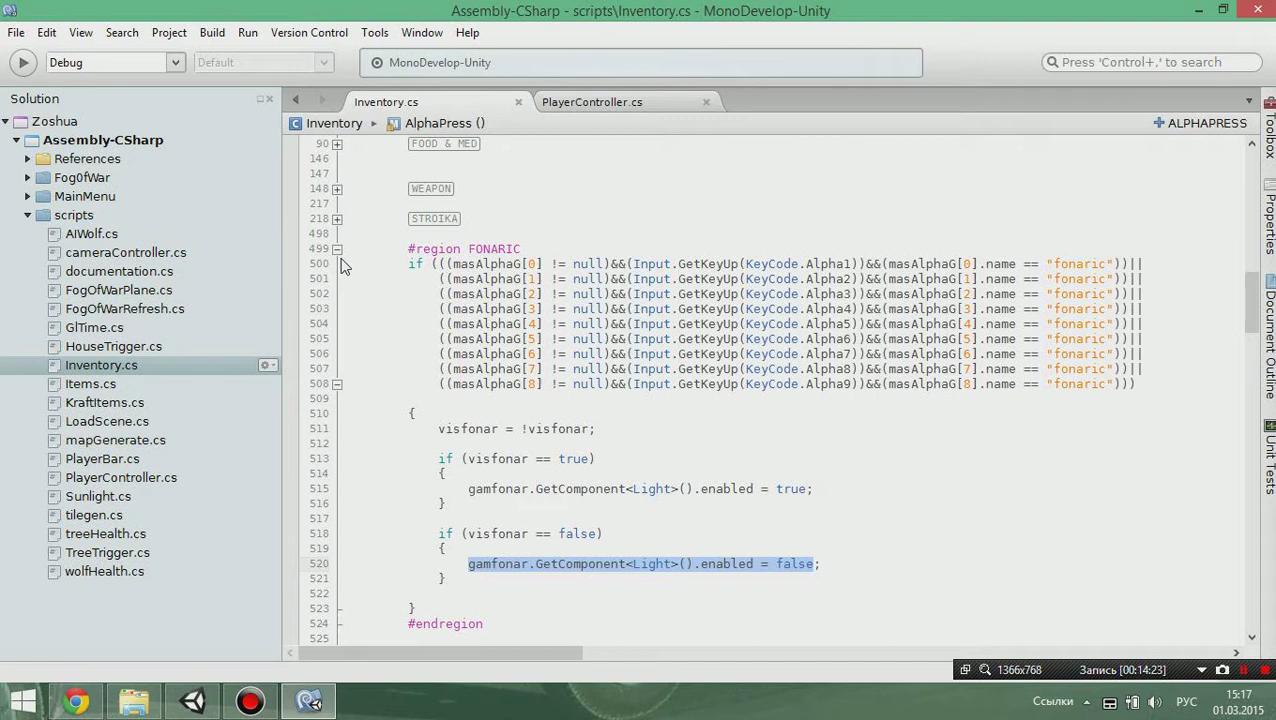 Assembly-CSharp - scripts\Inventory.cs - MonoDevelop-Unity
File Edit View Search Project Build Run Version Control Tools Window Help
Debug
Default
MonoDevelop-Unity
Press 'Control+,' to search
Solution
Zoshua
Assembly-CSharp
References
Fog0fWar
MainMenu
scripts
AIWolf.cs
cameraController.cs
documentation.cs
FogOfWarPlane.cs
FogOfWarRefresh.cs
GlTime.cs
HouseTrigger.cs
Inventory.cs
Items.cs
KraftItems.cs
LoadScene.cs
mapGenerate.cs
PlayerBar.cs
PlayerController.cs
Sunlight.cs
tilegen.cs
treeHealth.cs
TreeTrigger.cs
wolfHealth.cs
Inventory.cs
PlayerController.cs
Inventory AlphaPress ()
ALPHAPRESS
90 FOOD & MED
146
147
148 WEAPON
217
218 STROIKA
498
499 #region FONARIC
500 if (((masAlphaG[0] != null)&&(Input.GetKeyUp(KeyCode.Alpha1))&&(masAlphaG[0].name == "fonaric"))||
501 ((masAlphaG[1] != null)&&(Input.GetKeyUp(KeyCode.Alpha2))&&(masAlphaG[1].name == "fonaric"))||
502 ((masAlphaG[2] != null)&&(Input.GetKeyUp(KeyCode.Alpha3))&&(masAlphaG[2].name == "fonaric"))||
503 ((masAlphaG[3] != null)&&(Input.GetKeyUp(KeyCode.Alpha4))&&(masAlphaG[3].name == "fonaric"))||
504 ((masAlphaG[4] != null)&&(Input.GetKeyUp(KeyCode.Alpha5))&&(masAlphaG[4].name == "fonaric"))||
505 ((masAlphaG[5] != null)&&(Input.GetKeyUp(KeyCode.Alpha6))&&(masAlphaG[5].name == "fonaric"))||
506 ((masAlphaG[6] != null)&&(Input.GetKeyUp(KeyCode.Alpha7))&&(masAlphaG[6].name == "fonaric"))||
507 ((masAlphaG[7] != null)&&(Input.GetKeyUp(KeyCode.Alpha8))&&(masAlphaG[7].name == "fonaric"))||
508 ((masAlphaG[8] != null)&&(Input.GetKeyUp(KeyCode.Alpha9))&&(masAlphaG[8].name == "fonaric")))
509
510 {
511 visfonar = !visfonar;
512
513 if (visfonar == true)
514 {
515 gamfonar.GetComponent<Light>().enabled = true;
516 }
517
518 if (visfonar == false)
519 {
520 gamfonar.GetComponent<Light>().enabled = false;
521 }
522
523 }
524 #endregion
525
Toolbox
Properties
Document Outline
Unit Tests
1366x768
Запись [00:14:23]
Ссылки
РУС
15:17
01.03.2015